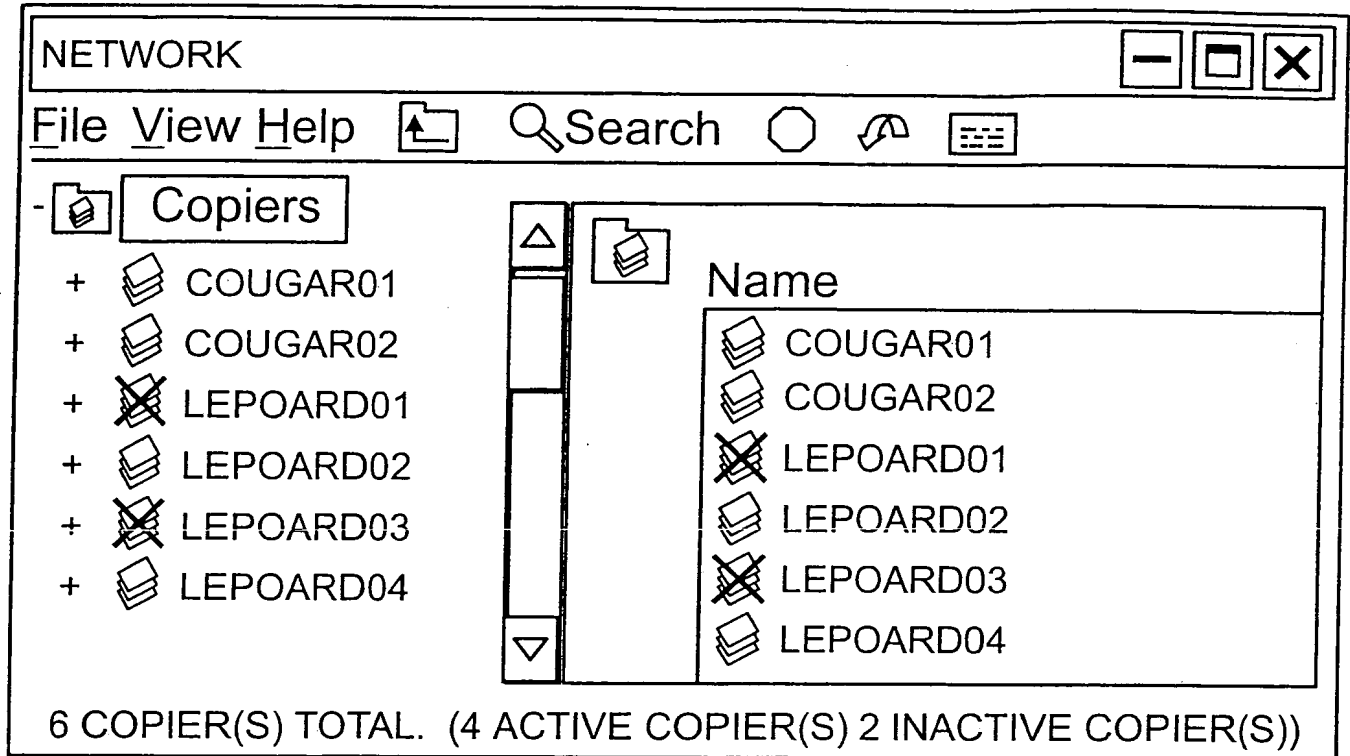 NETWORK
File View Help Search
- Copiers
+ COUGAR01
+ COUGAR02
+ LEPOARD01
+ LEPOARD02
+ LEPOARD03
+ LEPOARD04
Name
COUGAR01
COUGAR02
LEPOARD01
LEPOARD02
LEPOARD03
LEPOARD04
6 COPIER(S) TOTAL. (4 ACTIVE COPIER(S) 2 INACTIVE COPIER(S))